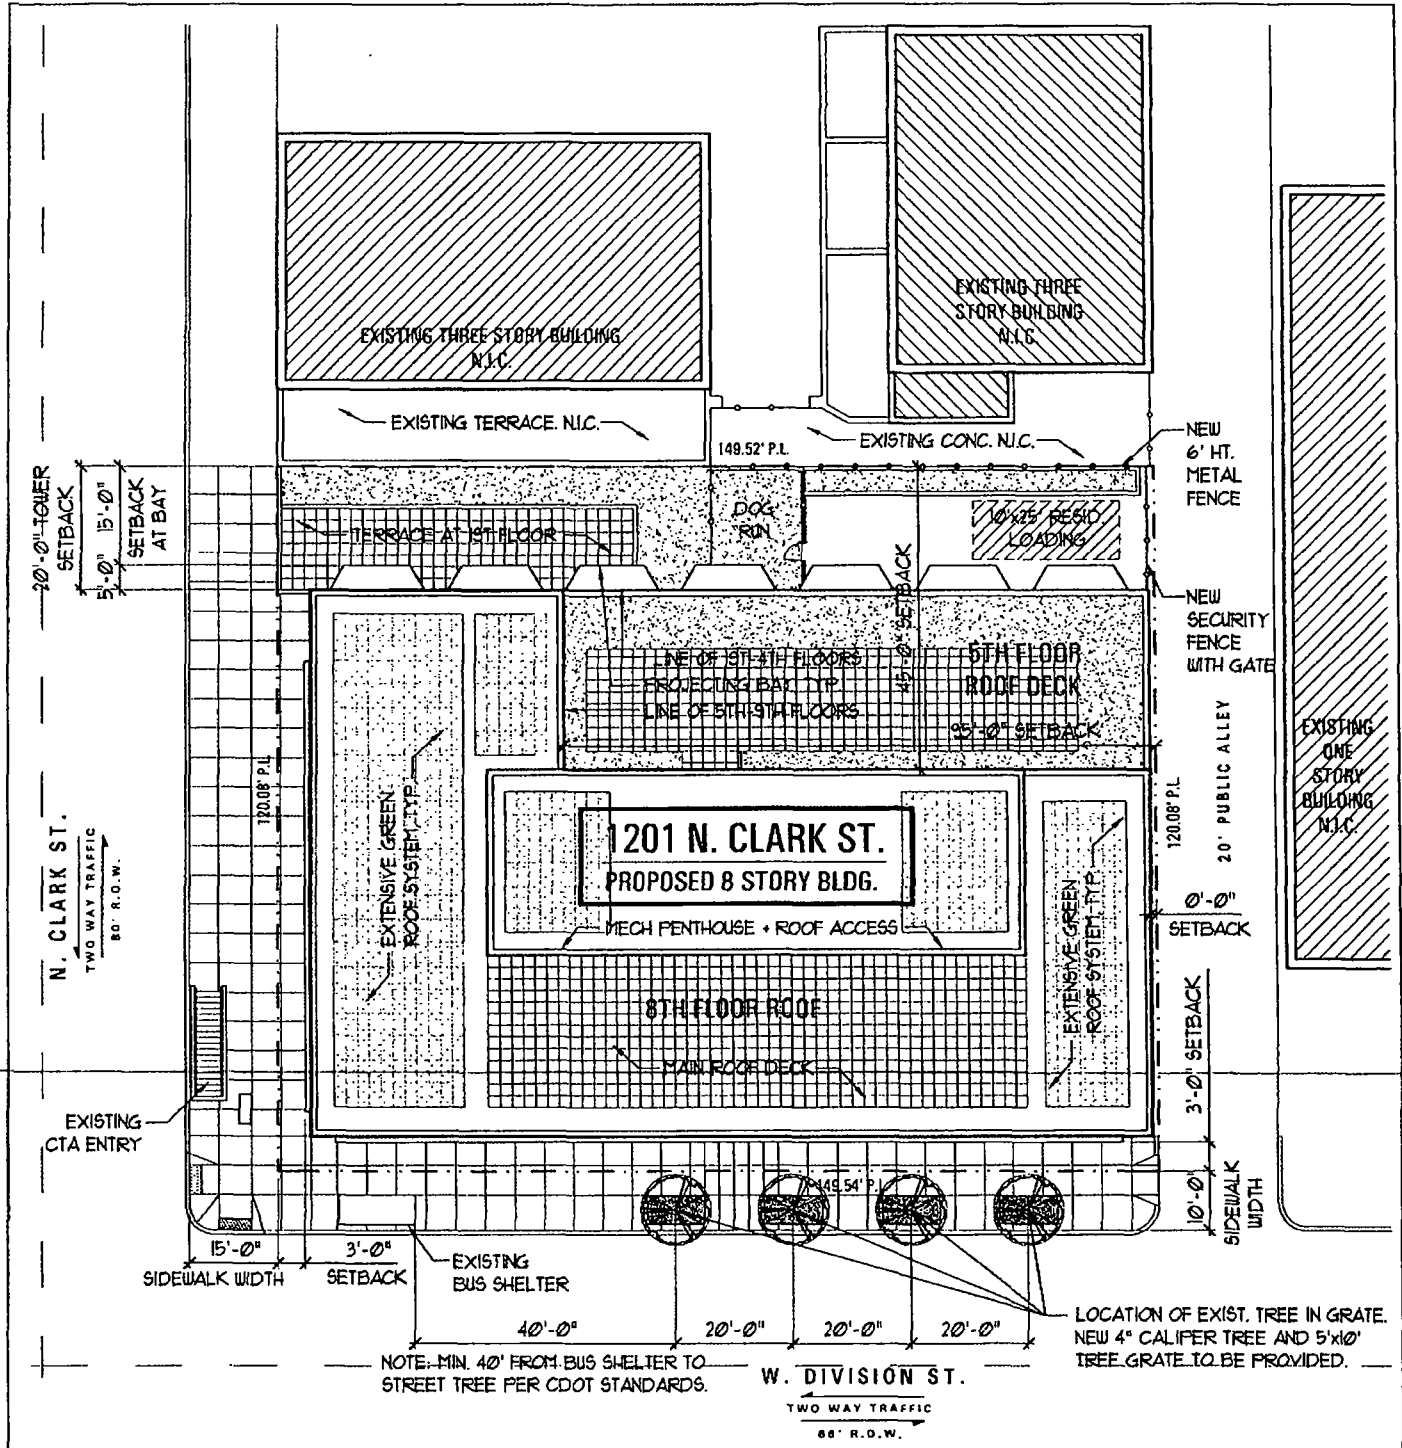 EXISTING THREE STORY BUILDING
N.I.C.
EXISTING THREE
STORY BUILDING
N.I.C.
EXISTING TERRACE. N.I.C.
EXISTING CONC. N.I.C.
149.52' P.L.
NEW
6' HT.
METAL
FENCE
20'-0" TOWER
SETBACK
5'-0" 15'-0"
SETBACK
AT BAY
TERRACE AT 1ST FLOOR
DOG
RUN
10'x25' RESID.
LOADING
45'-0" SETBACK
NEW
SECURITY
FENCE
WITH GATE
LINE OF 1ST-4TH FLOORS
PROJECTING BAY, TYP.
LINE OF 5TH-9TH FLOORS
5TH FLOOR
ROOF DECK
95'-0" SETBACK
EXISTING
ONE
STORY
BUILDING
N.I.C.
120.08' P.L.
120.08' P.L.
20' PUBLIC ALLEY
N. CLARK ST.
TWO WAY TRAFFIC
80' R.O.W.
EXTENSIVE GREEN
ROOF SYSTEM, TYP.
1201 N. CLARK ST.
PROPOSED 8 STORY BLDG.
MECH PENTHOUSE + ROOF ACCESS
EXTENSIVE GREEN
ROOF SYSTEM, TYP.
0'-0"
SETBACK
8TH FLOOR ROOF
MAIN ROOF DECK
3'-0" SETBACK
EXISTING
CTA ENTRY
149.54' P.L.
10'-0"
SIDEWALK
WIDTH
15'-0"
SIDEWALK WIDTH
3'-0"
SETBACK
EXISTING
BUS SHELTER
40'-0"
20'-0"
20'-0"
20'-0"
LOCATION OF EXIST. TREE IN GRATE.
NEW 4" CALIPER TREE AND 5'x10'
TREE GRATE TO BE PROVIDED.
NOTE: MIN. 40' FROM BUS SHELTER TO
STREET TREE PER CDOT STANDARDS.
W. DIVISION ST.
TWO WAY TRAFFIC
66' R.O.W.